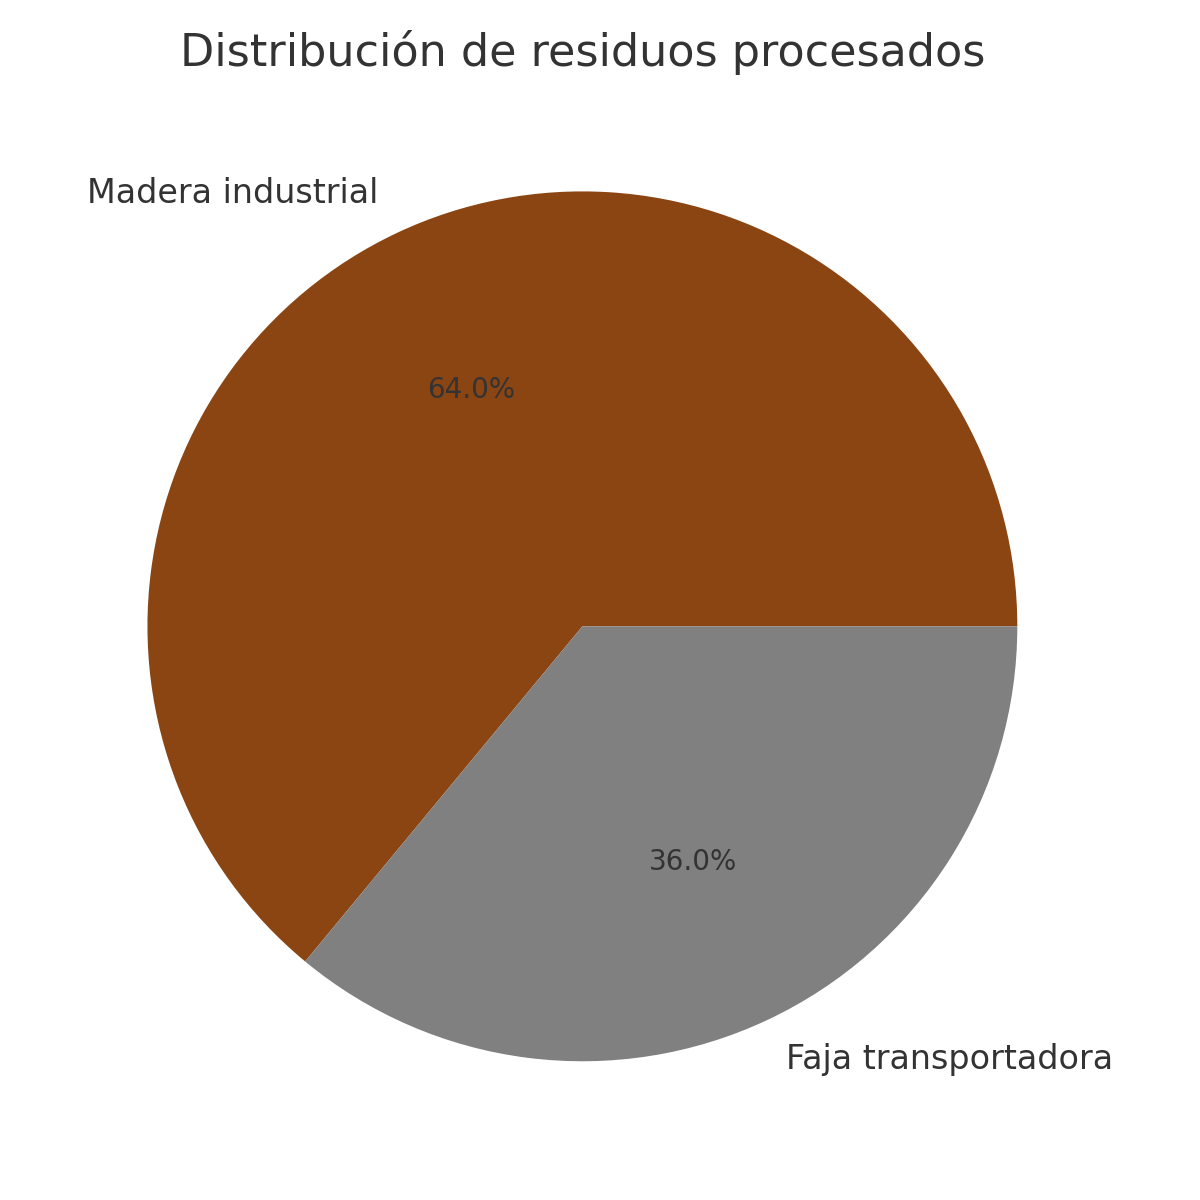 Distribución de residuos procesados
Madera industrial
64.0%
36.0%
Faja transportadora